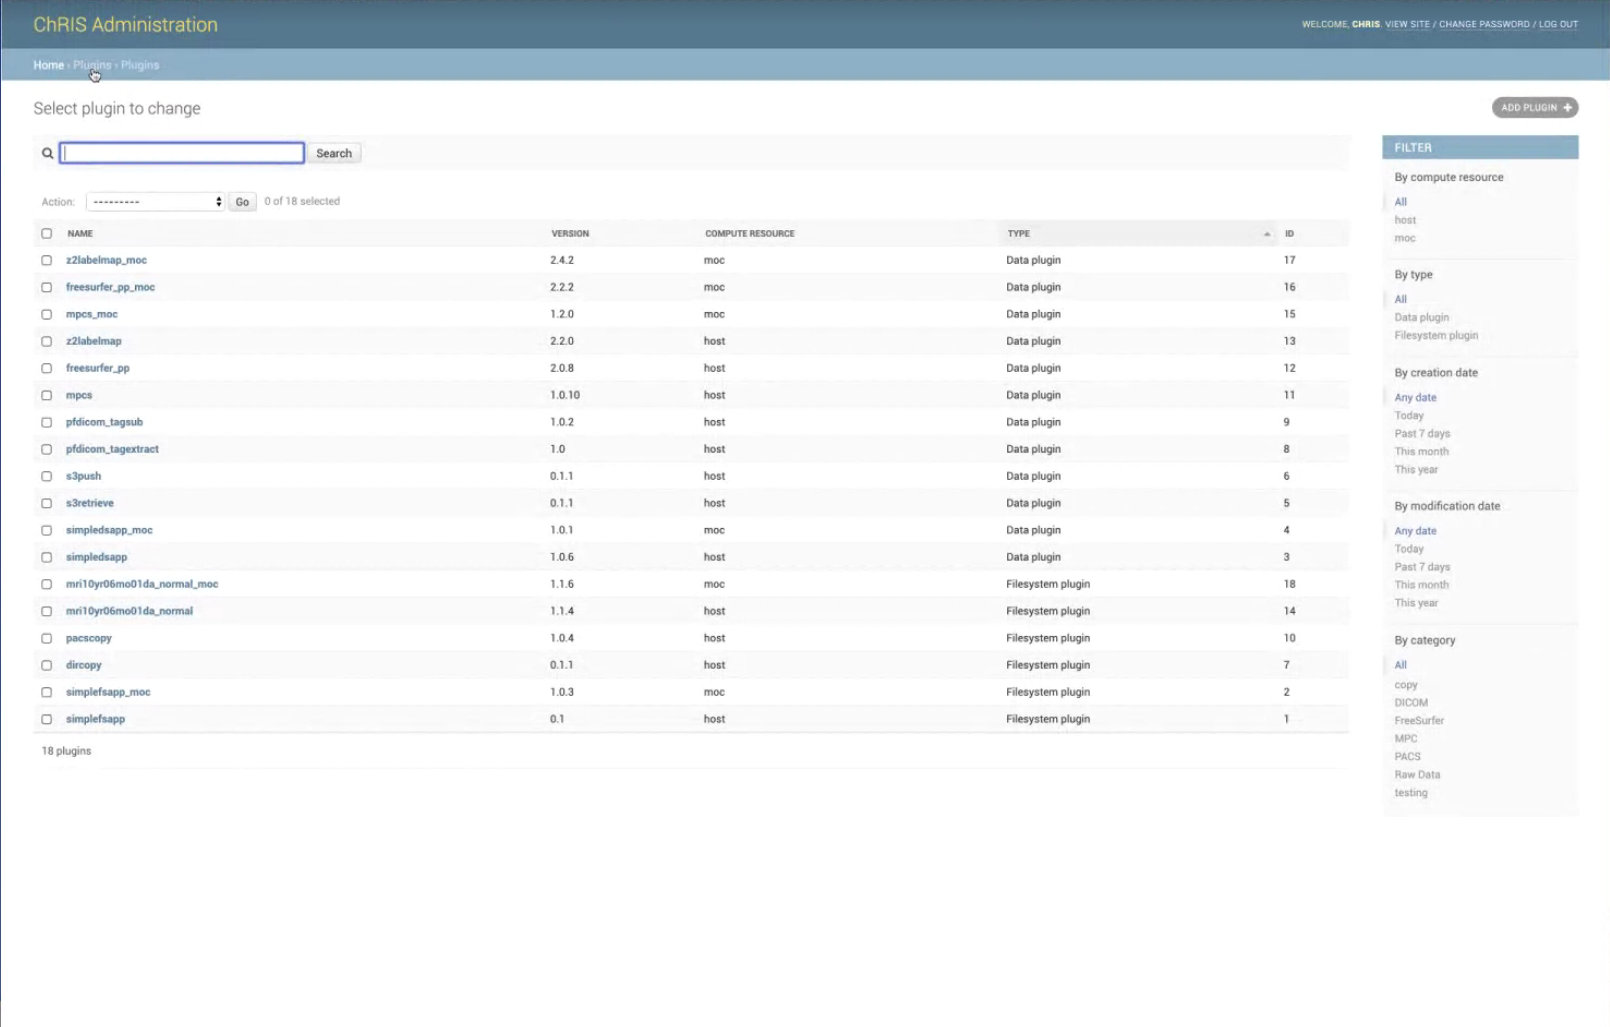 ChRIS Administration
WELCOME, CHRIS. VIEW SITE / CHANGE PASSWORD / LOG OUT
Home › Plugins › Plugins
Select plugin to change
ADD PLUGIN +
Search
Action: --------- Go 0 of 18 selected
NAME VERSION COMPUTE RESOURCE TYPE ID
z2labelmap_moc 2.4.2 moc Data plugin 17
freesurfer_pp_moc 2.2.2 moc Data plugin 16
mpcs_moc 1.2.0 moc Data plugin 15
z2labelmap 2.2.0 host Data plugin 13
freesurfer_pp 2.0.8 host Data plugin 12
mpcs 1.0.10 host Data plugin 11
pfdicom_tagsub 1.0.2 host Data plugin 9
pfdicom_tagextract 1.0 host Data plugin 8
s3push 0.1.1 host Data plugin 6
s3retrieve 0.1.1 host Data plugin 5
simpledsapp_moc 1.0.1 moc Data plugin 4
simpledsapp 1.0.6 host Data plugin 3
mri10yr06mo01da_normal_moc 1.1.6 moc Filesystem plugin 18
mri10yr06mo01da_normal 1.1.4 host Filesystem plugin 14
pacscopy 1.0.4 host Filesystem plugin 10
dircopy 0.1.1 host Filesystem plugin 7
simplefsapp_moc 1.0.3 moc Filesystem plugin 2
simplefsapp 0.1 host Filesystem plugin 1
18 plugins
FILTER
By compute resource
All
host
moc
By type
All
Data plugin
Filesystem plugin
By creation date
Any date
Today
Past 7 days
This month
This year
By modification date
Any date
Today
Past 7 days
This month
This year
By category
All
copy
DICOM
FreeSurfer
MPC
PACS
Raw Data
testing